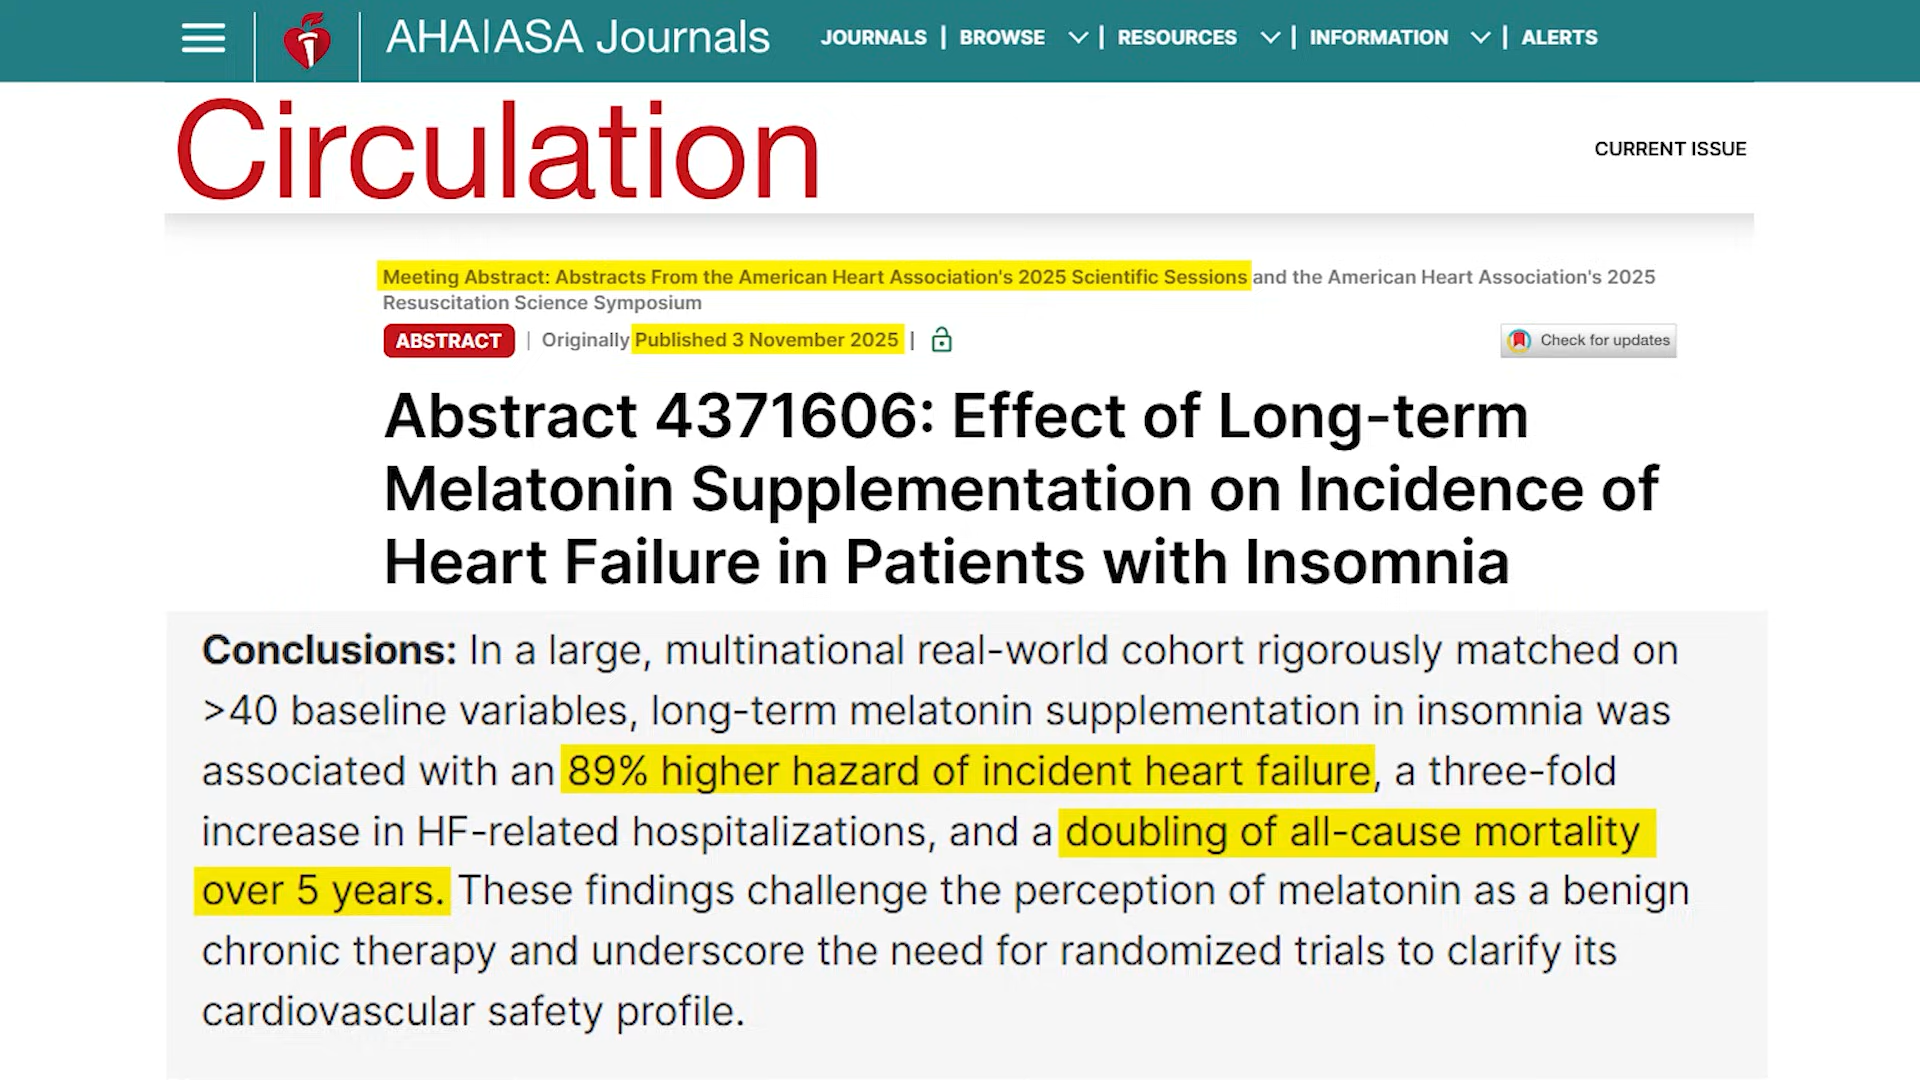 AHA|ASA Journals JOURNALS | BROWSE | RESOURCES | INFORMATION | ALERTS
Circulation
CURRENT ISSUE
Meeting Abstract: Abstracts From the American Heart Association's 2025 Scientific Sessions and the American Heart Association's 2025
Resuscitation Science Symposium
ABSTRACT | Originally Published 3 November 2025 |
Check for updates
Abstract 4371606: Effect of Long-term
Melatonin Supplementation on Incidence of
Heart Failure in Patients with Insomnia
Conclusions: In a large, multinational real-world cohort rigorously matched on
>40 baseline variables, long-term melatonin supplementation in insomnia was
associated with an 89% higher hazard of incident heart failure, a three-fold
increase in HF-related hospitalizations, and a doubling of all-cause mortality
over 5 years. These findings challenge the perception of melatonin as a benign
chronic therapy and underscore the need for randomized trials to clarify its
cardiovascular safety profile.